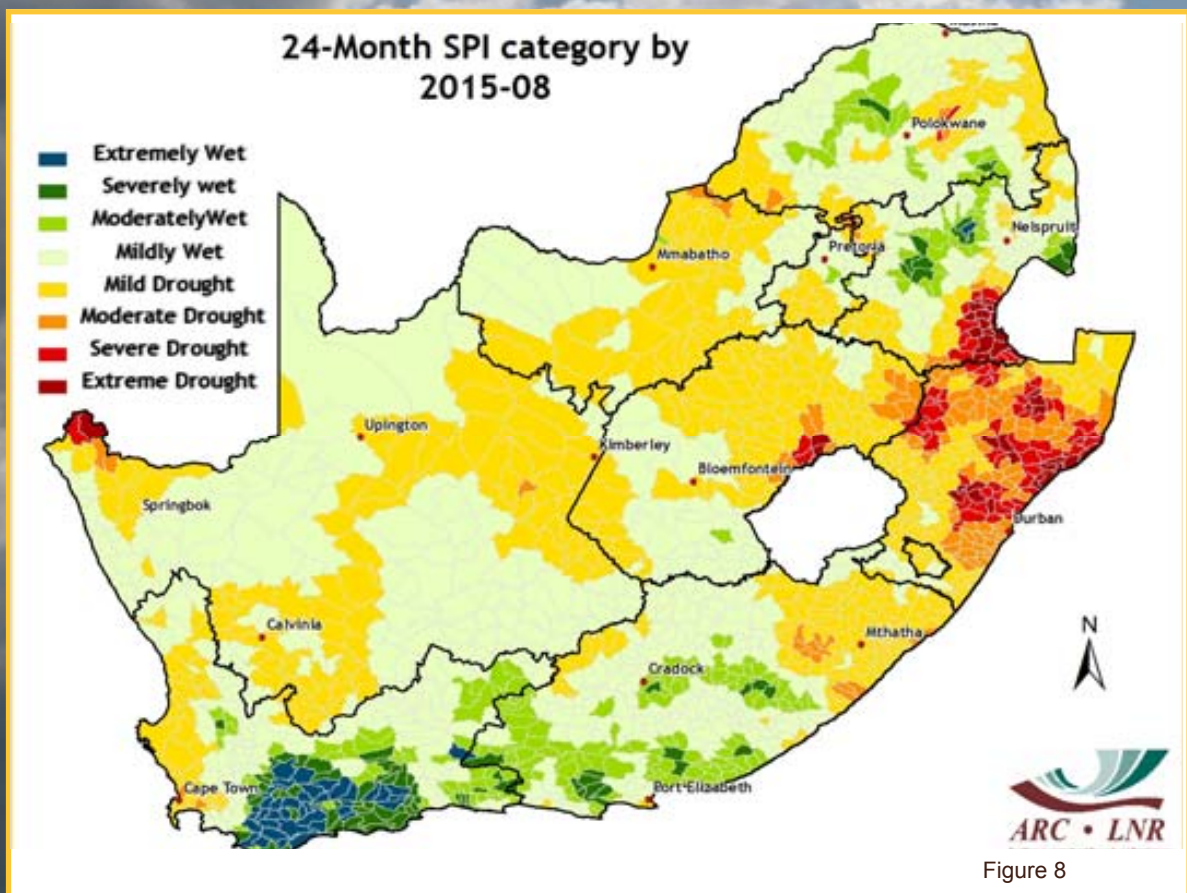 24-Month SPI category by
2015-08
Extremely Wet
Severely wet
ModeratelyWet
Mildly Wet
Mild Drought
Moderate Drought
Severe Drought
Extreme Drought
Polokwane
Nelspruit
Pretoria
Mmabatho
Upington
Kimberley
Bloemfontein
Springbok
Durban
Calvinia
Mthatha
N
Cradock
Cape Town
Port Elizabeth
ARC • LNR
Figure 8